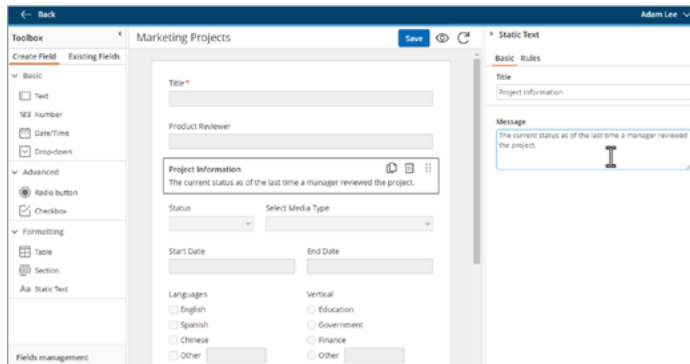 Back
Adam Lee
Toolbox
Marketing Projects
Save
Static Text
Create Field
Existing Fields
Basic
Rules
Basic
Text
123 Number
Date/Time
Drop-down
Advanced
Radio button
Checkbox
Formatting
Table
Section
Aa Static Text
Fields management
Title*
Product Reviewer
Project Information
The current status as of the last time a manager reviewed the project.
Status
Select Media Type
Start Date
End Date
Languages
Vertical
English
Education
Spanish
Government
Chinese
Finance
Other
Other
Title
Project Information
Message
The current status as of the last time a manager reviewed
the project.